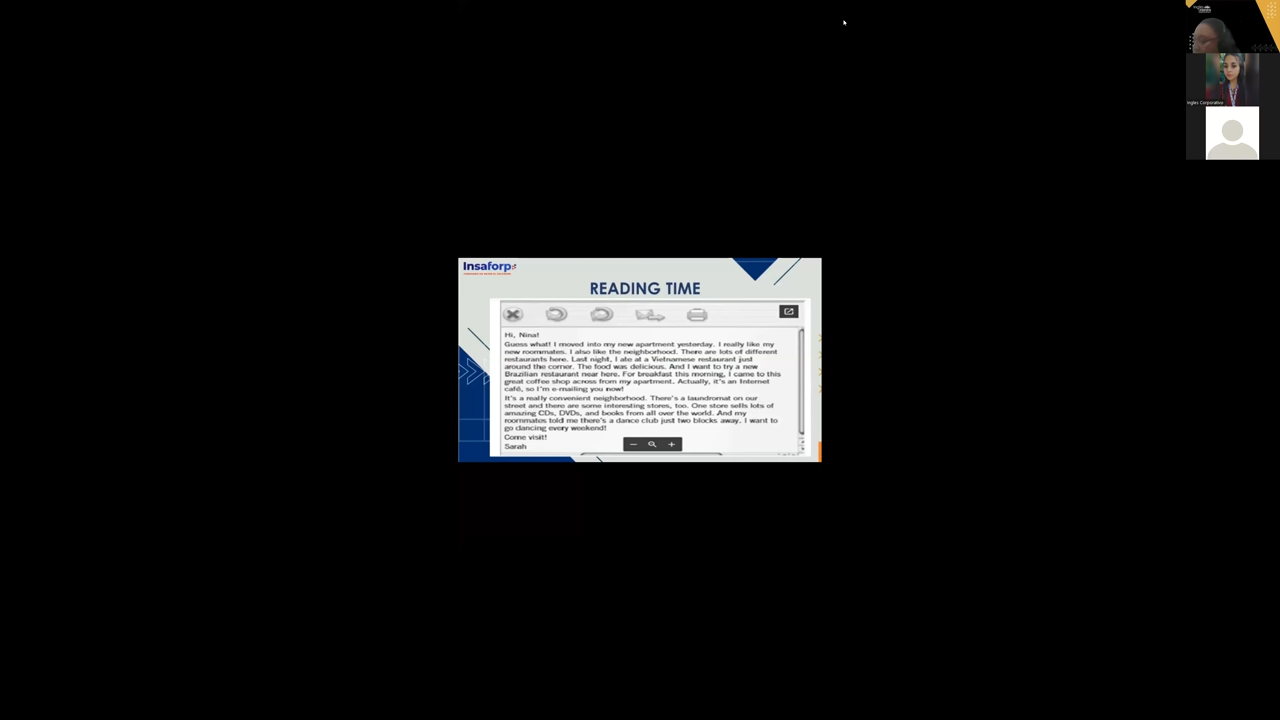 Insaforp
READING TIME
Hi, Nina!
Guess what! I moved into my new apartment yesterday. I really like my
new roommates. I also like the neighborhood. There are lots of different
restaurants here. Last night, I ate at a Vietnamese restaurant just
around the corner. The food was delicious. And I want to try a new
Brazilian restaurant near here. For breakfast this morning, I came to this
great coffee shop across from my apartment. Actually, it's an Internet
café, so I'm e-mailing you now!
It's a really convenient neighborhood. There's a laundromat on our
street and there are some interesting stores, too. One store sells lots of
amazing CDs, DVDs, and books from all over the world. And my
roommates told me there's a dance club just two blocks away. I want to
go dancing every weekend!
Come visit!
Sarah
Ingles Corporativo